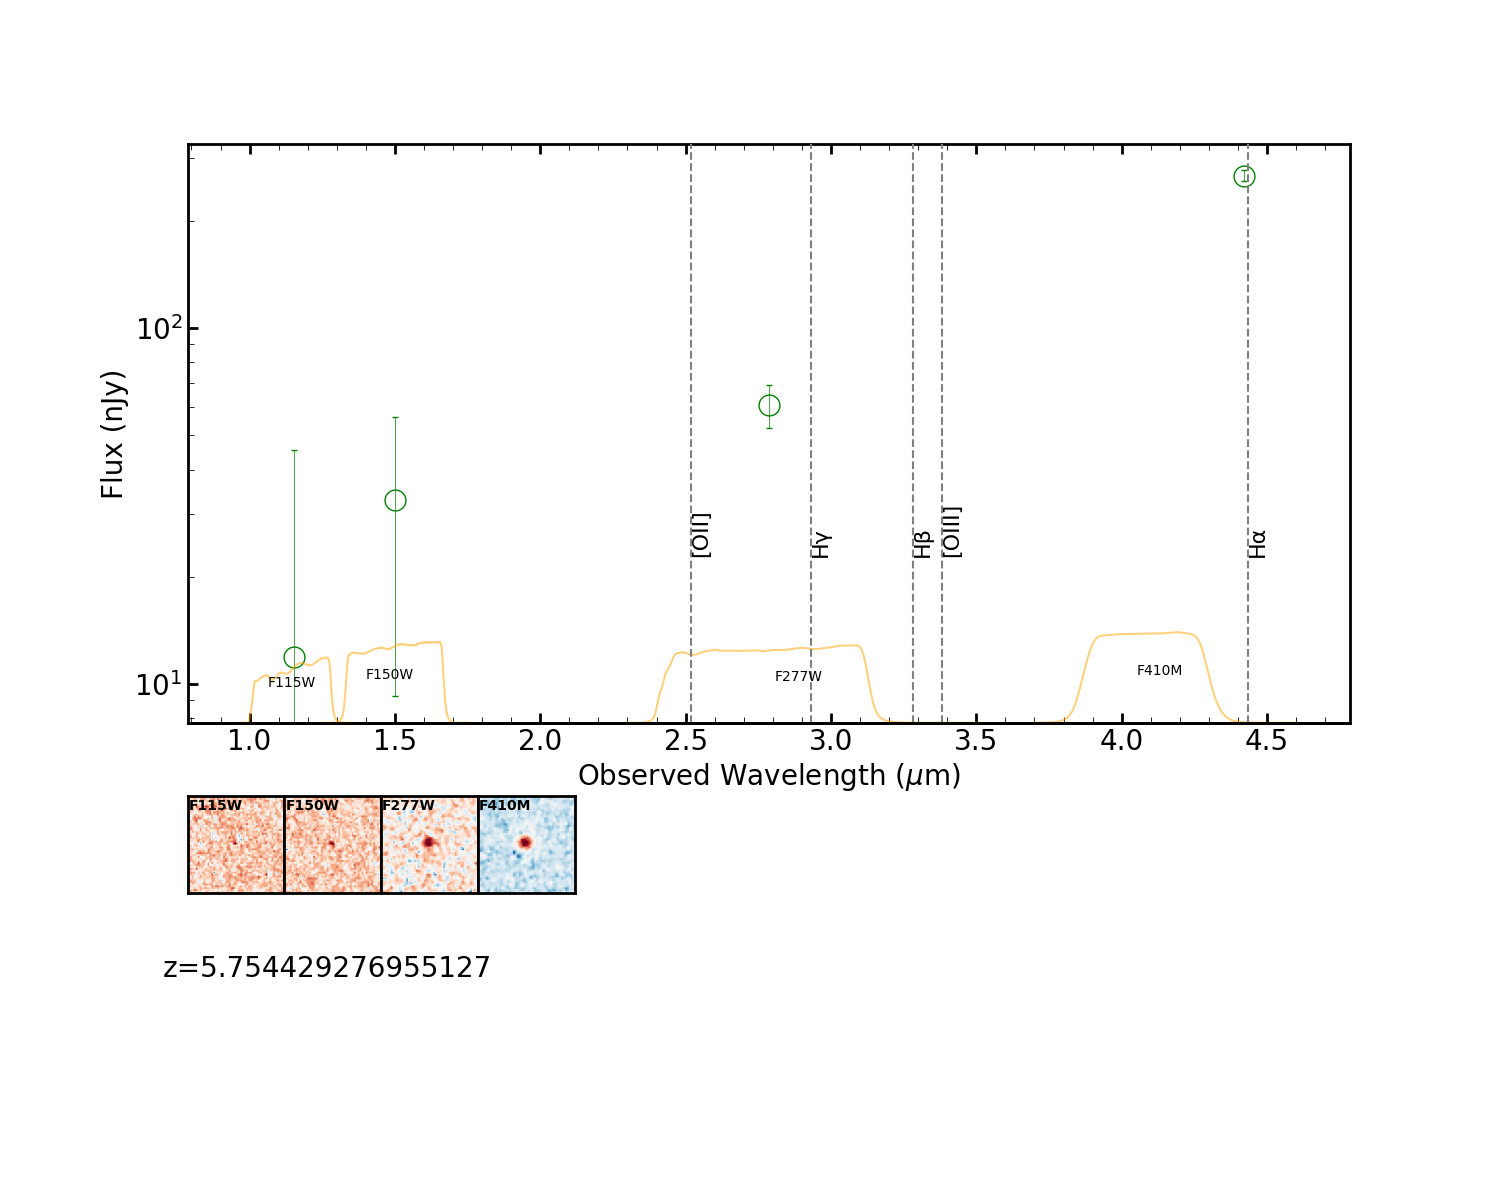 10²
10¹
Flux (nJy)
F115W
F150W
F277W
F410M
[OII]
Hγ
Hβ
[OIII]
Hα
1.0 1.5 2.0 2.5 3.0 3.5 4.0 4.5
Observed Wavelength (μm)
F115W F150W F277W F410M
z=5.754429276955127